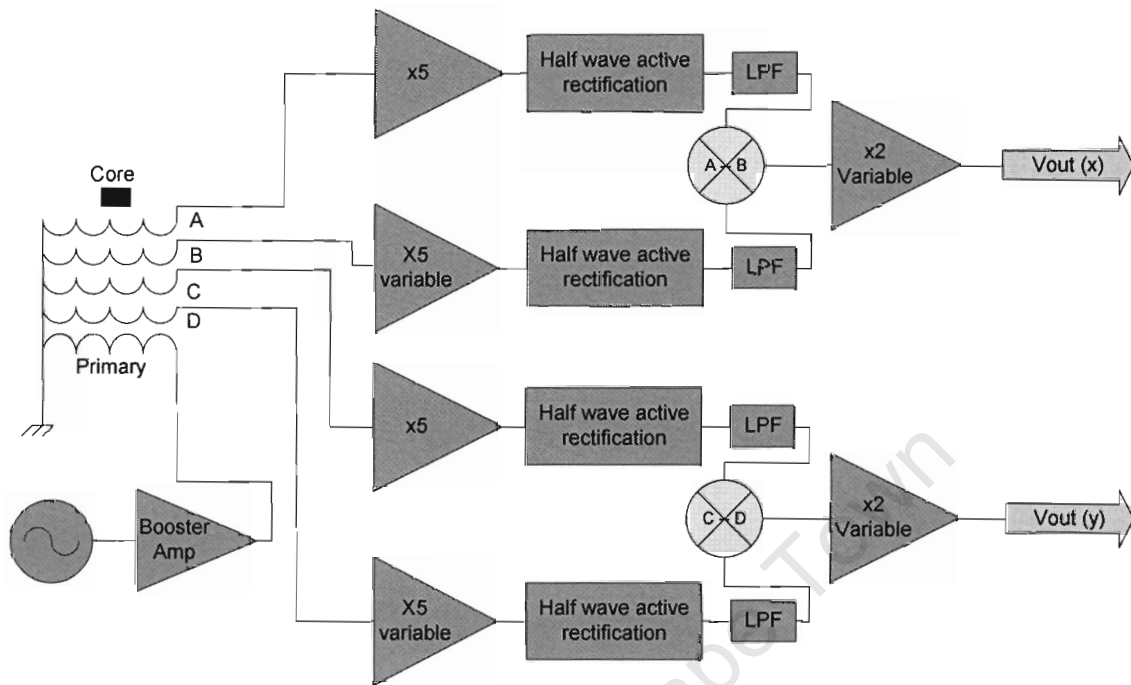 x5
Half wave active
rectification
LPF
A – B
x2
Variable
Vout (x)
Core
A
B
C
D
Primary
X5
variable
Half wave active
rectification
LPF
x5
Half wave active
rectification
LPF
C – D
x2
Variable
Vout (y)
Booster
Amp
X5
variable
Half wave active
rectification
LPF
Town